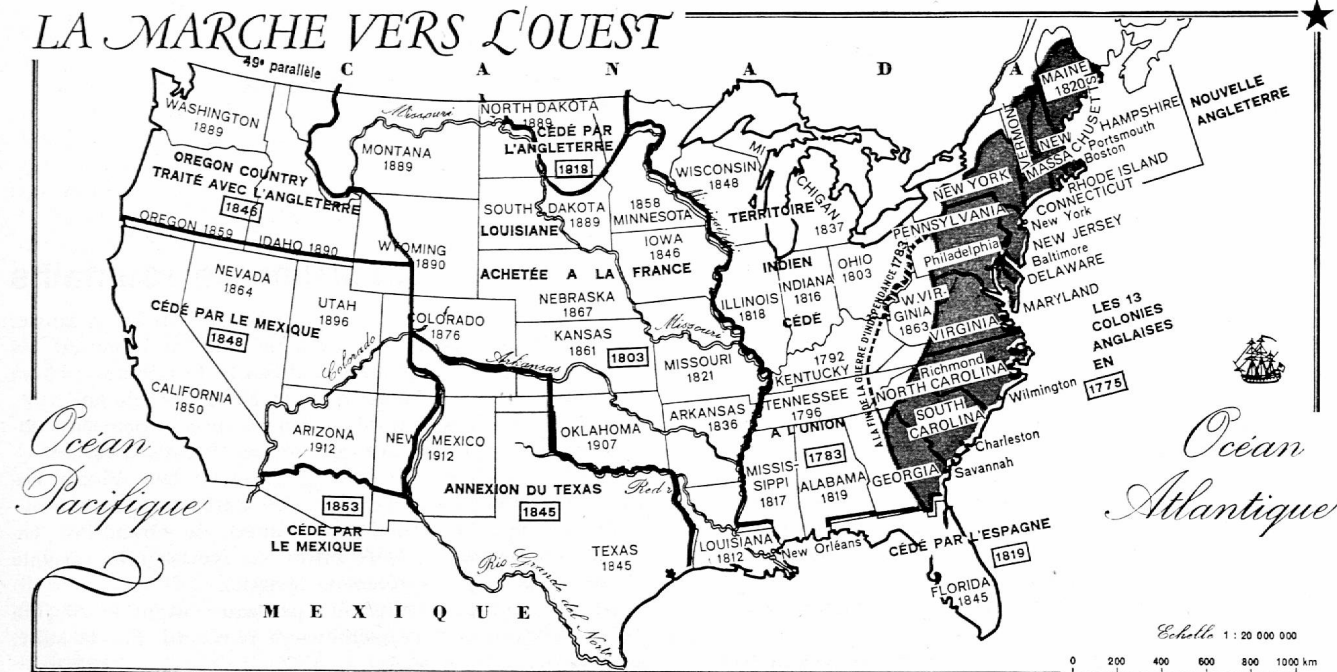 LA MARCHE VERS L'OUEST
49e parallèle
C A N A D A
WASHINGTON
1889
OREGON COUNTRY
TRAITÉ AVEC L'ANGLETERRE
1846
OREGON 1859
IDAHO 1890
Missouri
MONTANA
1889
NORTH DAKOTA
1889
CÉDÉ PAR
L'ANGLETERRE
1818
SOUTH DAKOTA
1889
1858
MINNESOTA
Mississippi
WISCONSIN
1848
MICHIGAN
1837
WYOMING
1890
LOUISIANE
ACHETÉE A LA FRANCE
1803
IOWA
1846
NEBRASKA
1867
KANSAS
1861
Missouri
MISSOURI
1821
NEVADA
1864
CÉDÉ PAR LE MEXIQUE
1848
UTAH
1896
COLORADO
1876
Colorado
Arkansas
CALIFORNIA
1850
ARIZONA
1912
NEW MEXICO
1912
OKLAHOMA
1907
ARKANSAS
1836
TERRITOIRE
INDIEN
CÉDÉ
A L'UNION
1783
ILLINOIS
1818
INDIANA
1816
OHIO
1803
1792
KENTUCKY
TENNESSEE
1796
MISSIS-
SIPPI
1817
ALABAMA
1819
GEORGIA
A LA FIN DE LA GUERRE D'INDÉPENDANCE 1783
W. VIR-
GINIA
1863
VIRGINIA
Richmond
NORTH CAROLINA
SOUTH
CAROLINA
MAINE
1820
VERMONT
NEW HAMPSHIRE
Portsmouth
MASSACHUSETTS
Boston
NOUVELLE
ANGLETERRE
RHODE ISLAND
CONNECTICUT
NEW YORK
New York
PENNSYLVANIA
Philadelphia
NEW JERSEY
Baltimore
DELAWARE
MARYLAND
LES 13
COLONIES
ANGLAISES
EN
1775
Wilmington
Charleston
Savannah
Océan
Pacifique
Océan
Atlantique
1853
CÉDÉ PAR
LE MEXIQUE
ANNEXION DU TEXAS
1845
Red r
TEXAS
1845
Rio Grande del Norte
LOUISIANA
1812
New Orléans
CÉDÉ PAR L'ESPAGNE
1819
FLORIDA
1845
M E X I Q U E
Echelle 1 : 20 000 000
0 200 400 600 800 1000 km